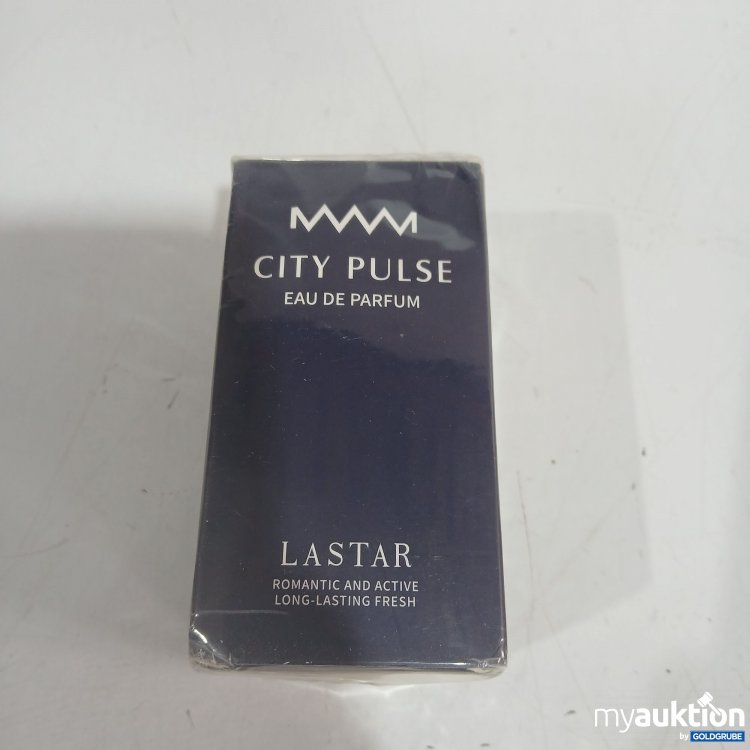 CITY PULSE
EAU DE PARFUM
LASTAR
ROMANTIC AND ACTIVE
LONG-LASTING FRESH
myauktion
by GOLDGRUBE